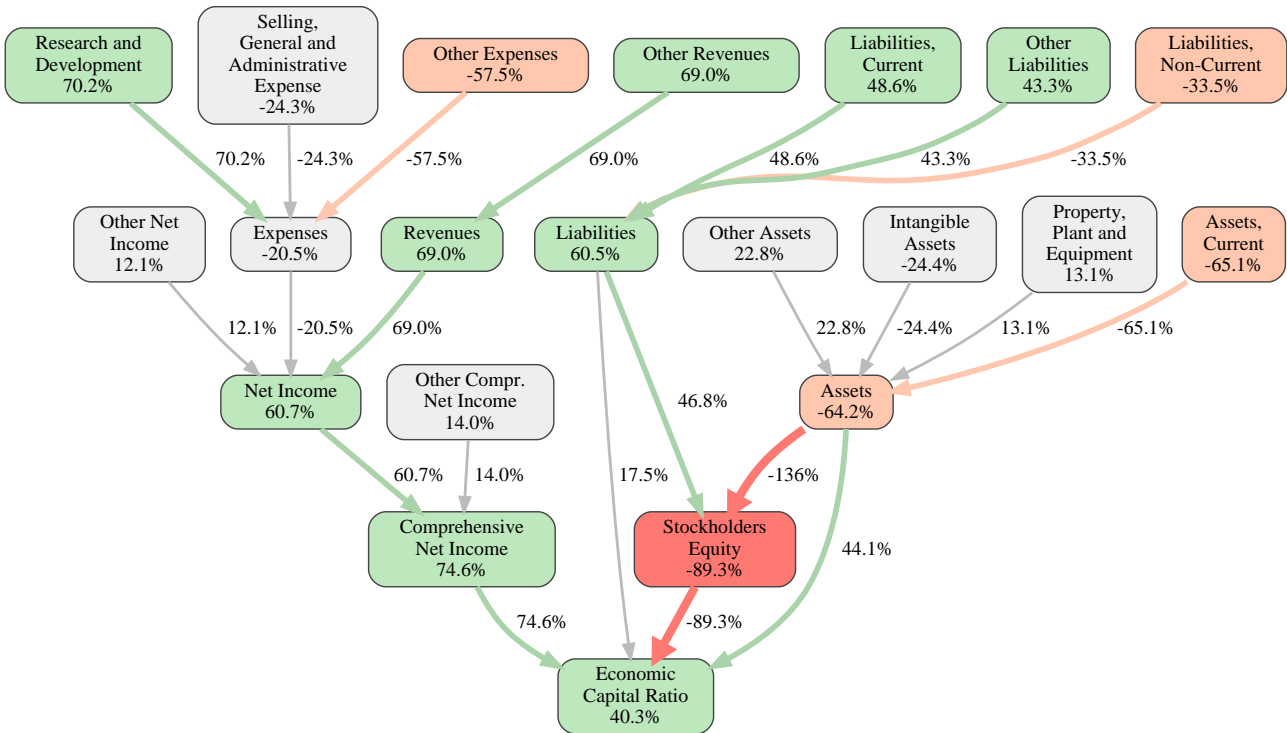 Research and
Development
70.2%
Selling,
General and
Administrative
Expense
-24.3%
Other Expenses
-57.5%
Other Revenues
69.0%
Liabilities,
Current
48.6%
Other
Liabilities
43.3%
Liabilities,
Non-Current
-33.5%
70.2%
-24.3%
-57.5%
69.0%
48.6%
43.3%
-33.5%
Other Net
Income
12.1%
Expenses
-20.5%
Revenues
69.0%
Liabilities
60.5%
Other Assets
22.8%
Intangible
Assets
-24.4%
Property,
Plant and
Equipment
13.1%
Assets,
Current
-65.1%
12.1%
-20.5%
69.0%
22.8%
-24.4%
13.1%
-65.1%
Net Income
60.7%
Other Compr.
Net Income
14.0%
46.8%
Assets
-64.2%
60.7%
14.0%
17.5%
-136%
Comprehensive
Net Income
74.6%
Stockholders
Equity
-89.3%
44.1%
74.6%
-89.3%
Economic
Capital Ratio
40.3%